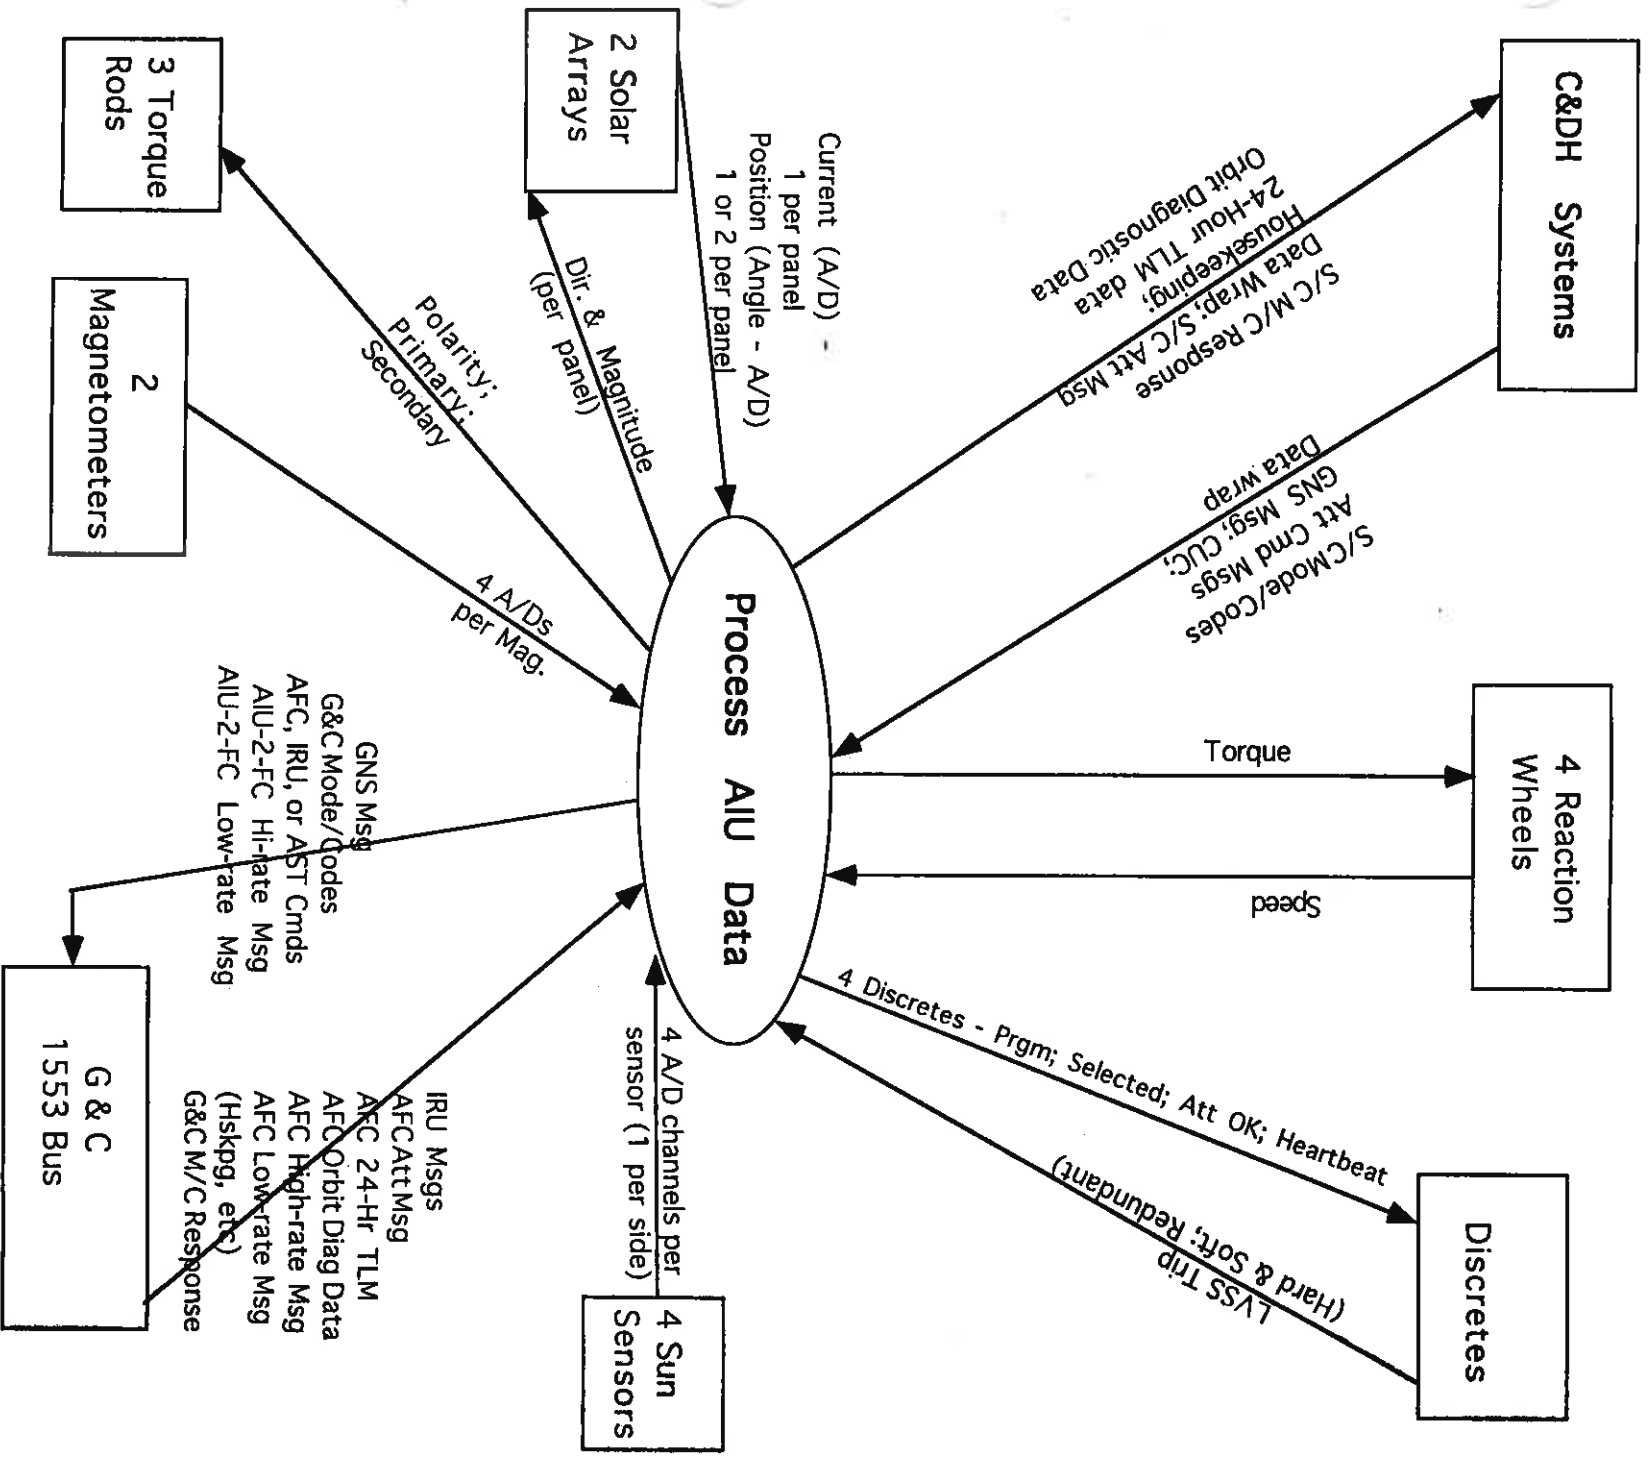 C&DH Systems
S/C M/C Response
Data Wrap; S/C Att Msg
Housekeeping;
24-Hour TLM data
Orbit Diagnostic Data
S/CMode/Codes
Att Cmd Msgs
GNS Msg; CUC;
Data wrap
4 Reaction
Wheels
Torque
Speed
Discretes
4 Discretes - Prgm; Selected; Att OK; Heartbeat
LVSS Trip
(Hard & Soft; Redundant)
2 Solar
Arrays
Current (A/D)
1 per panel
Position (Angle - A/D)
1 or 2 per panel
Dir. & Magnitude
(per panel)
Process AIU Data
3 Torque
Rods
Polarity;
Primary;
Secondary
2
Magnetometers
4 A/Ds
per Mag.
GNS Msg
G&C Mode/Codes
AFC, IRU, or AST Cmds
AIU-2-FC Hi-rate Msg
AIU-2-FC Low-rate Msg
G & C
1553 Bus
IRU Msgs
AFC Att Msg
AFC 24-Hr TLM
AFC Orbit Diag Data
AFC High-rate Msg
AFC Low-rate Msg
(Hskpg, etc)
G&C M/C Response
4 A/D channels per
sensor (1 per side)
4 Sun
Sensors